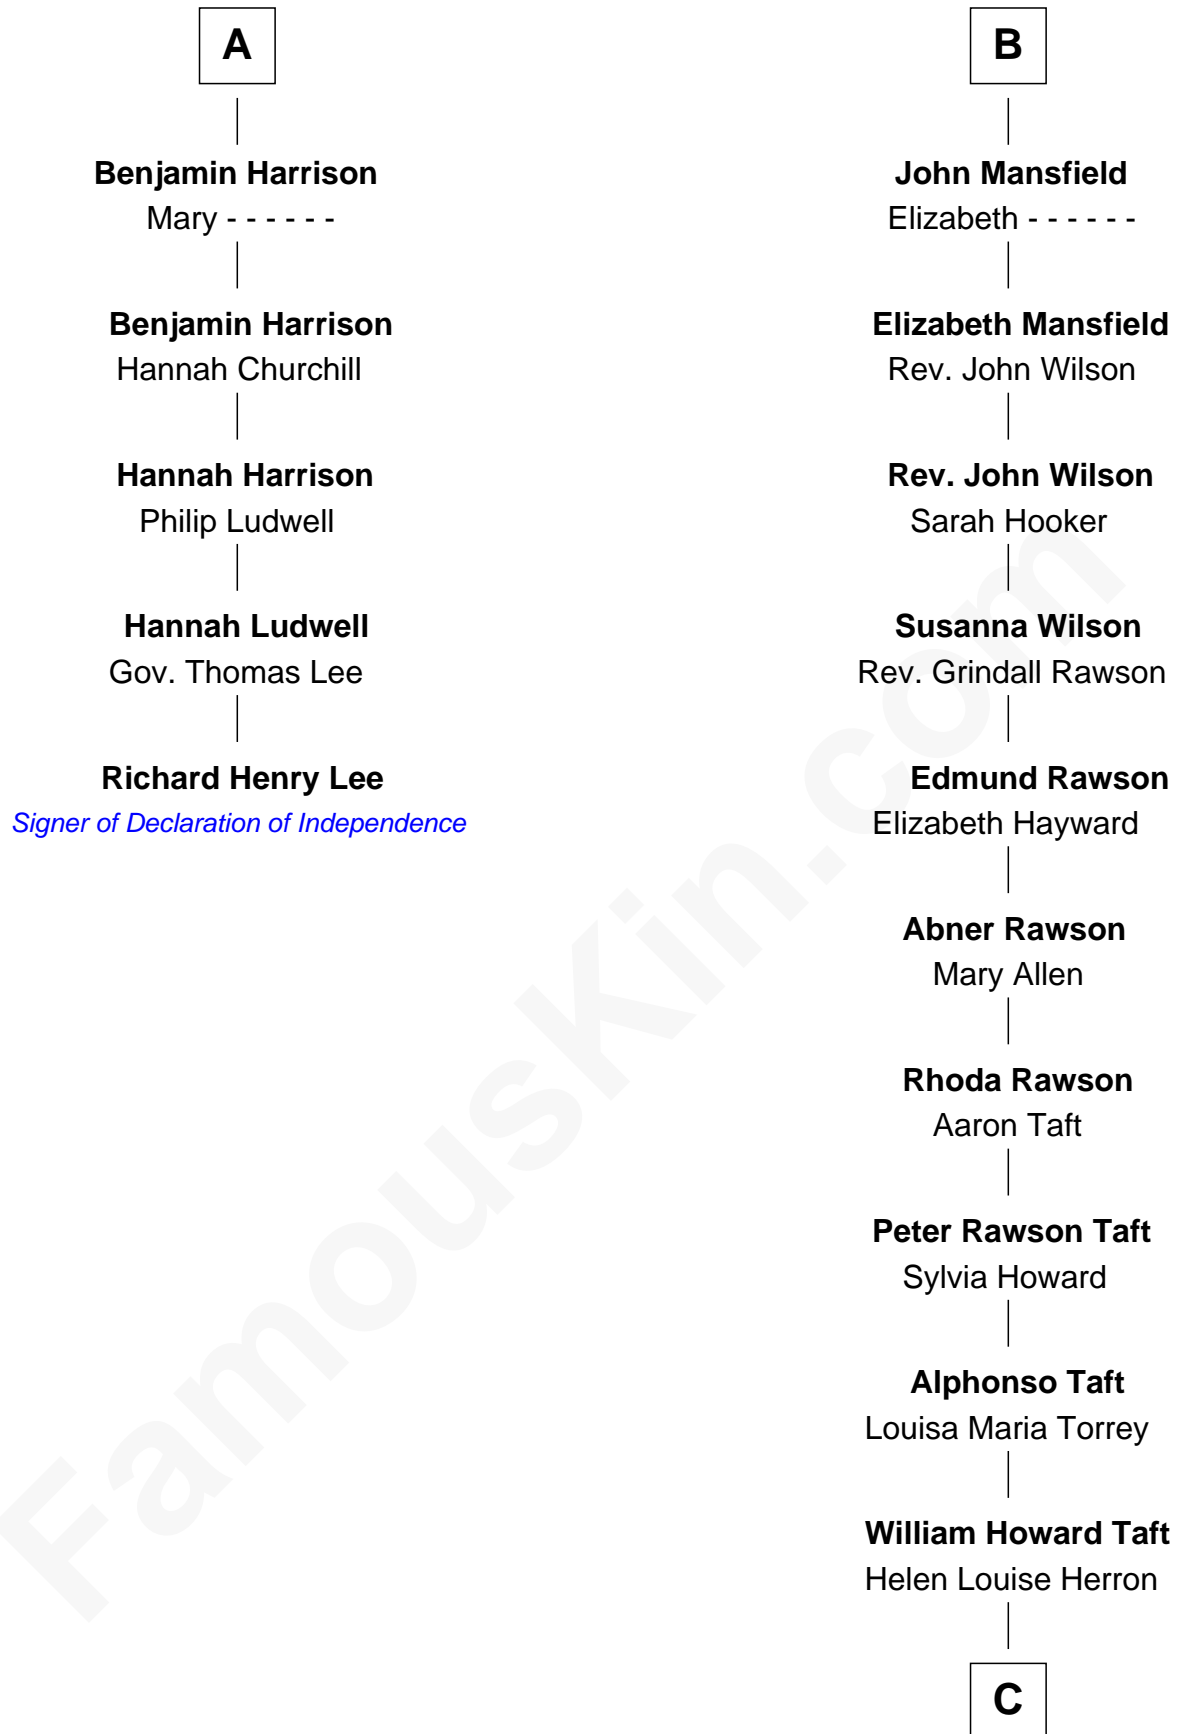 A
Benjamin Harrison
Mary - - - - - -
Benjamin Harrison
Hannah Churchill
Hannah Harrison
Philip Ludwell
Hannah Ludwell
Gov. Thomas Lee
Richard Henry Lee
Signer of Declaration of Independence
B
John Mansfield
Elizabeth - - - - - -
Elizabeth Mansfield
Rev. John Wilson
Rev. John Wilson
Sarah Hooker
Susanna Wilson
Rev. Grindall Rawson
Edmund Rawson
Elizabeth Hayward
Abner Rawson
Mary Allen
Rhoda Rawson
Aaron Taft
Peter Rawson Taft
Sylvia Howard
Alphonso Taft
Louisa Maria Torrey
William Howard Taft
Helen Louise Herron
C
FamousKin.com